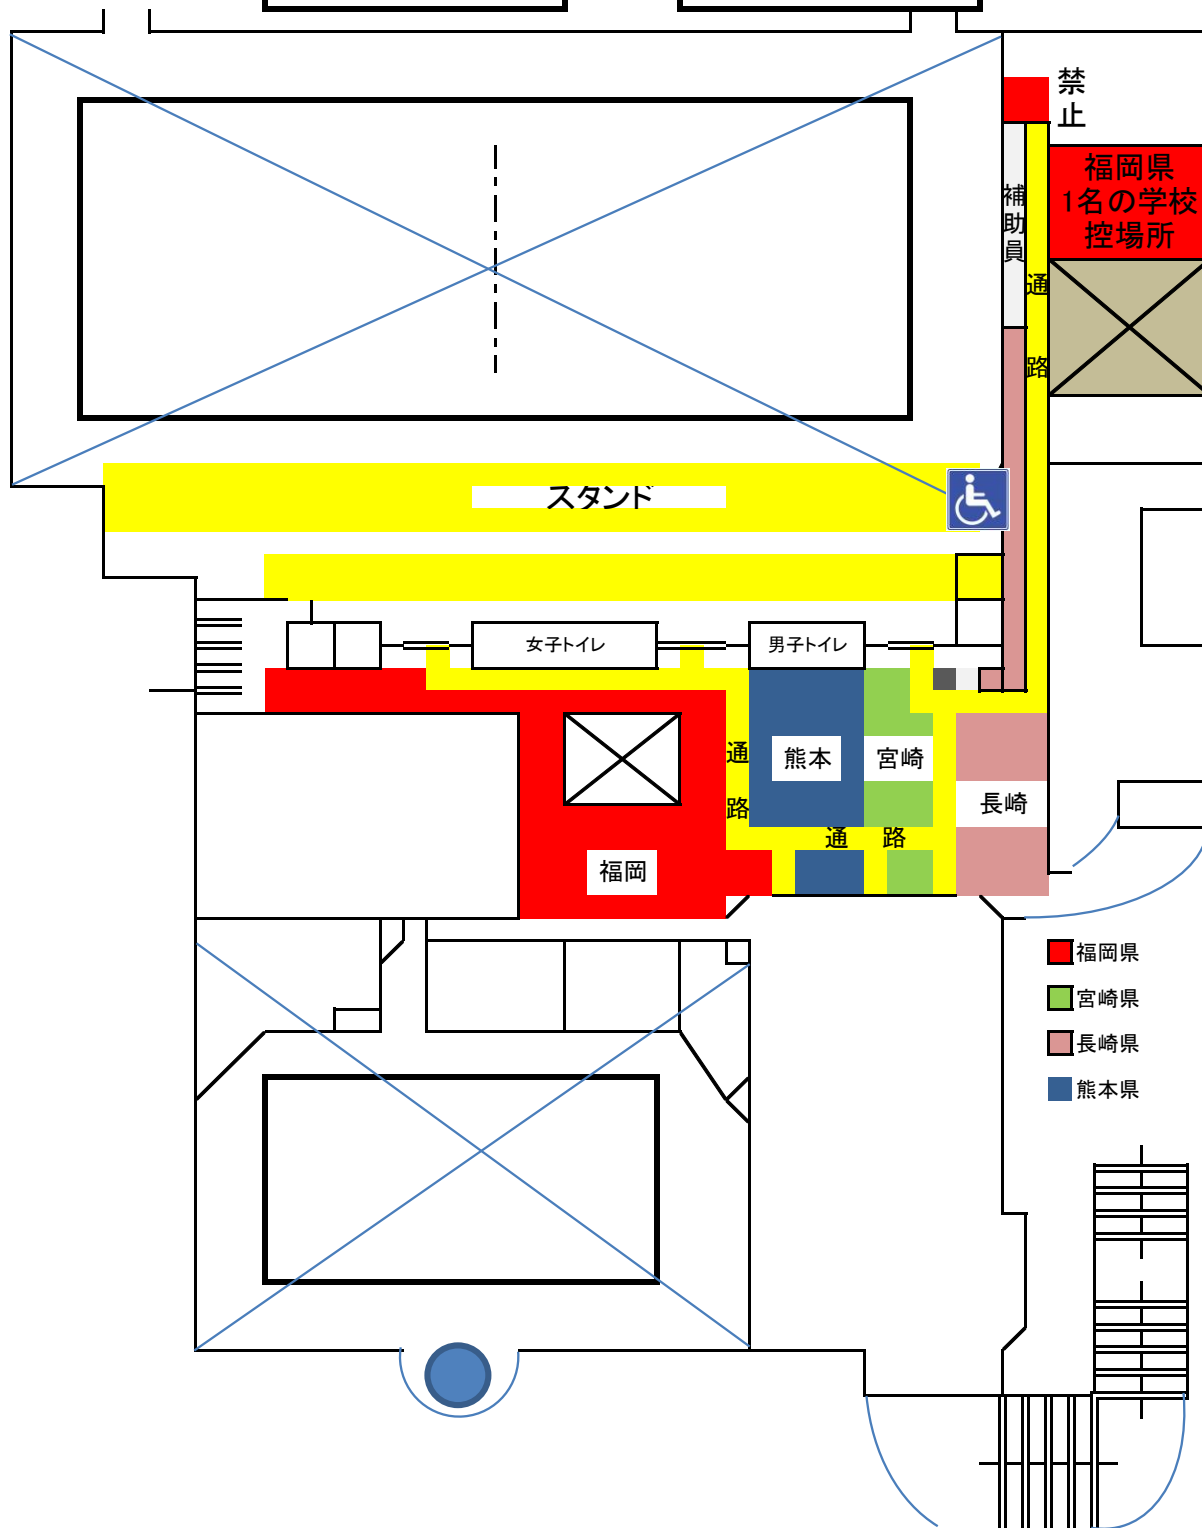 禁
止
福岡県
1名の学校
控場所
補
助
員
通
路
スタンド
女子トイレ
男子トイレ
通
路
熊本
宮崎
長崎
通 路
福岡
福岡県
宮崎県
長崎県
熊本県